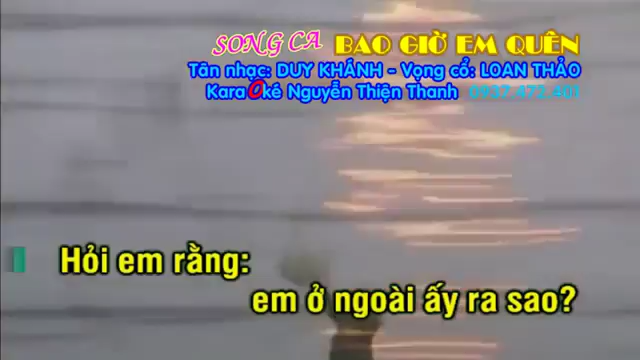 SONG CA BAO GIỜ EM QUÊN
Tân nhạc: DUY KHÁNH - Vọng cổ: LOAN THẢO
KaraOké Nguyễn Thiện Thanh 0937.472.401
Hỏi em rằng:
em ở ngoài ấy ra sao?